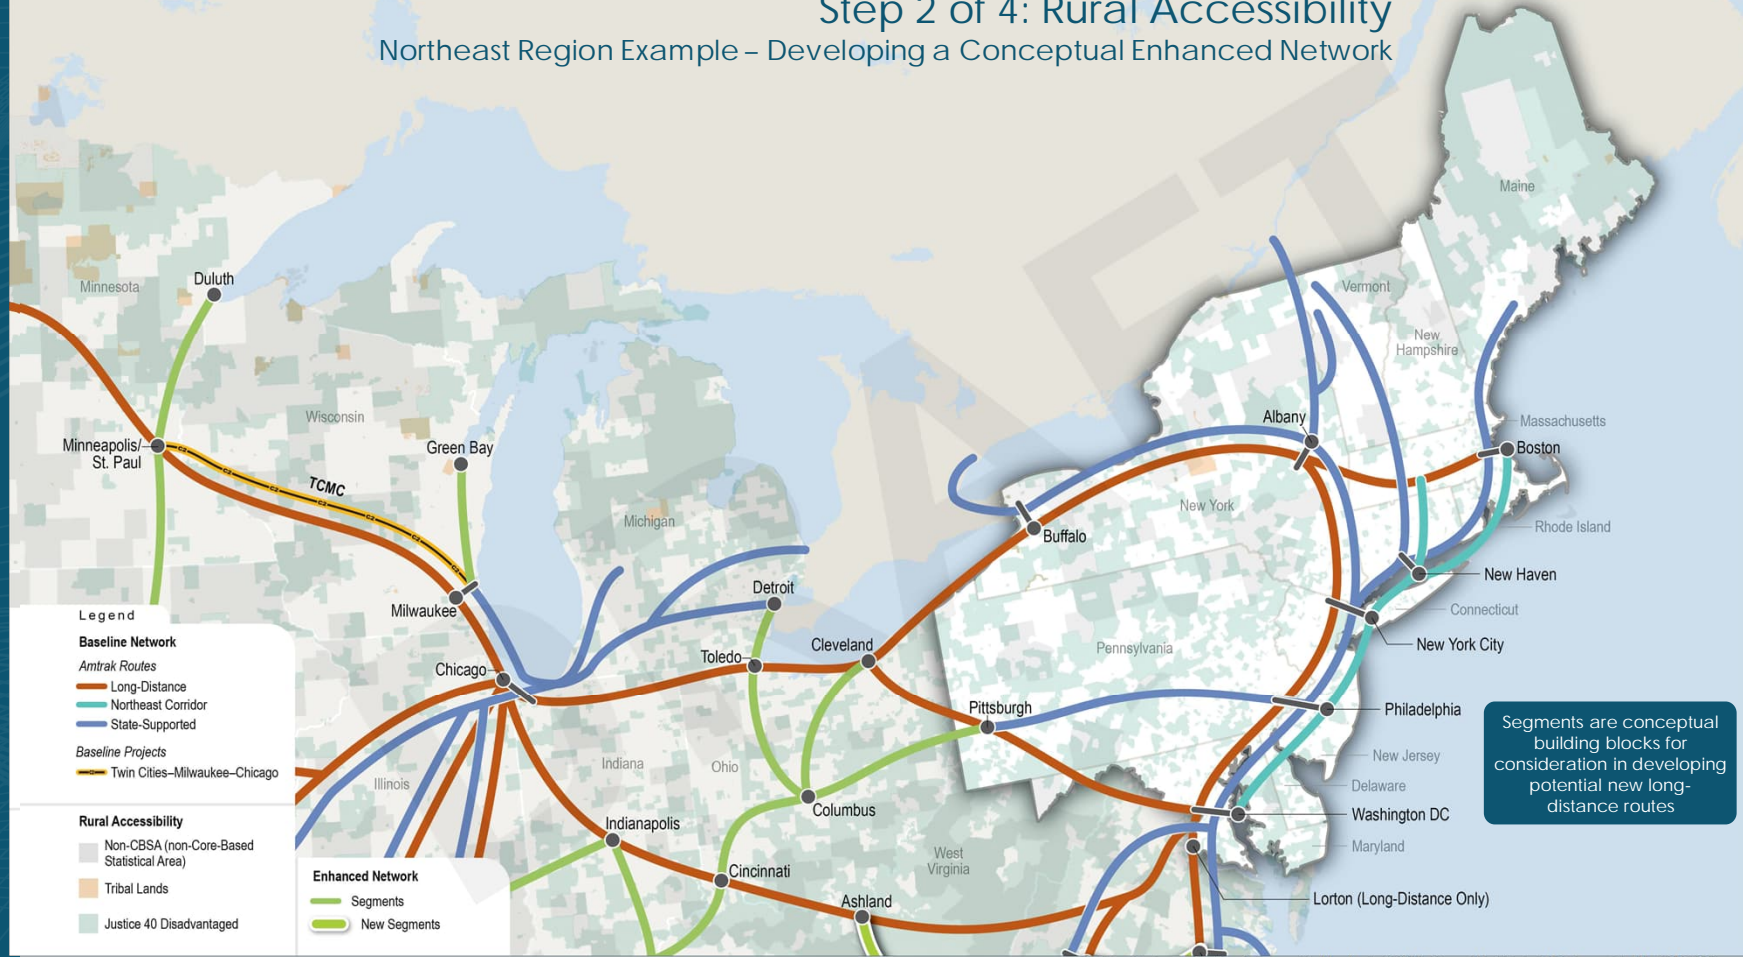 Step 2 of 4: Rural Accessibility
Northeast Region Example – Developing a Conceptual Enhanced Network
DRAFT
Maine
Minnesota
Duluth
Vermont
New
Hampshire
Wisconsin
Albany
Massachusetts
Minneapolis/
St. Paul
Green Bay
Boston
TCMC
Michigan
New York
Rhode Island
Buffalo
Detroit
New Haven
Milwaukee
Connecticut
Cleveland
Toledo
Pennsylvania
New York City
Chicago
Pittsburgh
Philadelphia
Indiana
Ohio
New Jersey
Illinois
Delaware
Columbus
Washington DC
Indianapolis
Maryland
West
Virginia
Cincinnati
Ashland
Lorton (Long-Distance Only)
Segments are conceptual
building blocks for
consideration in developing
potential new long-
distance routes
Legend
Baseline Network
Amtrak Routes
Long-Distance
Northeast Corridor
State-Supported
Baseline Projects
Twin Cities–Milwaukee–Chicago
Rural Accessibility
Non-CBSA (non-Core-Based
Statistical Area)
Tribal Lands
Justice 40 Disadvantaged
Enhanced Network
Segments
New Segments